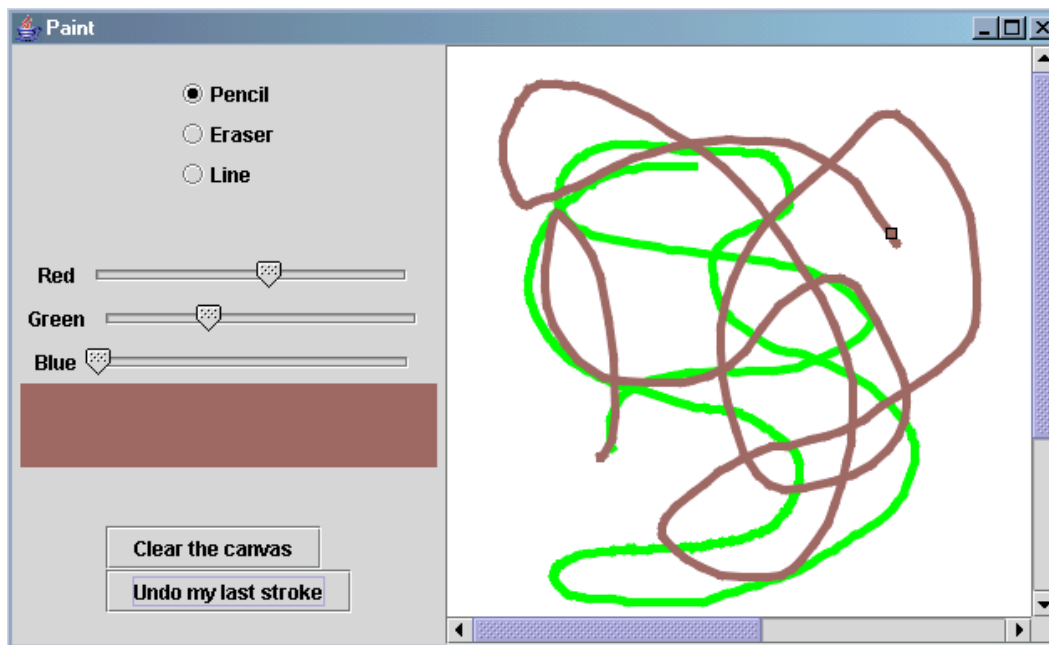 Paint
Pencil
Eraser
Line
Red
Green
Blue
Clear the canvas
Undo my last stroke